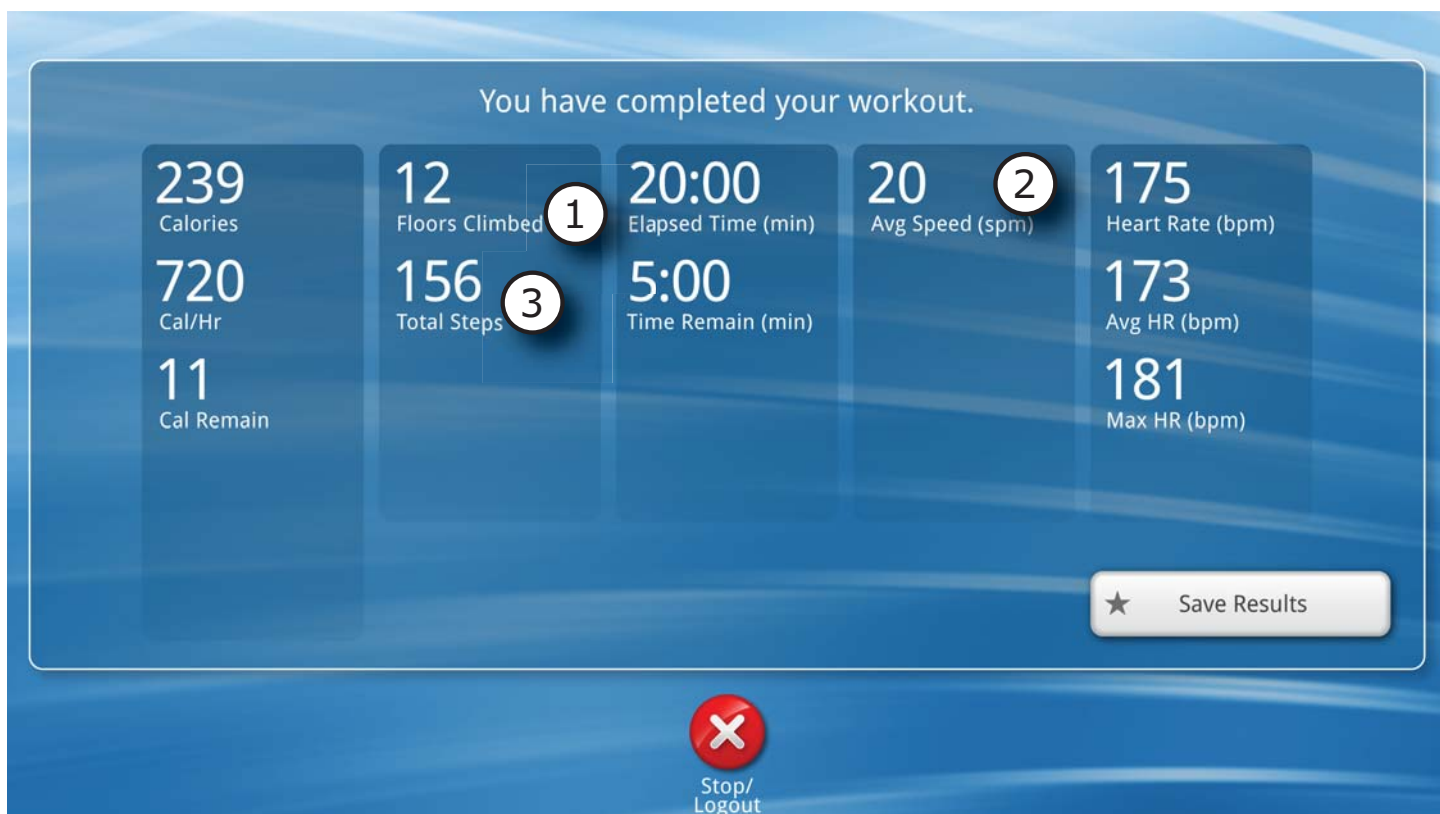 You have completed your workout.
239
Calories
720
Cal/Hr
11
Cal Remain
12
Floors Climbed
1
156
Total Steps
3
20:00
Elapsed Time (min)
5:00
Time Remain (min)
20
Avg Speed (spm)
2
175
Heart Rate (bpm)
173
Avg HR (bpm)
181
Max HR (bpm)
Save Results
Stop/
Logout